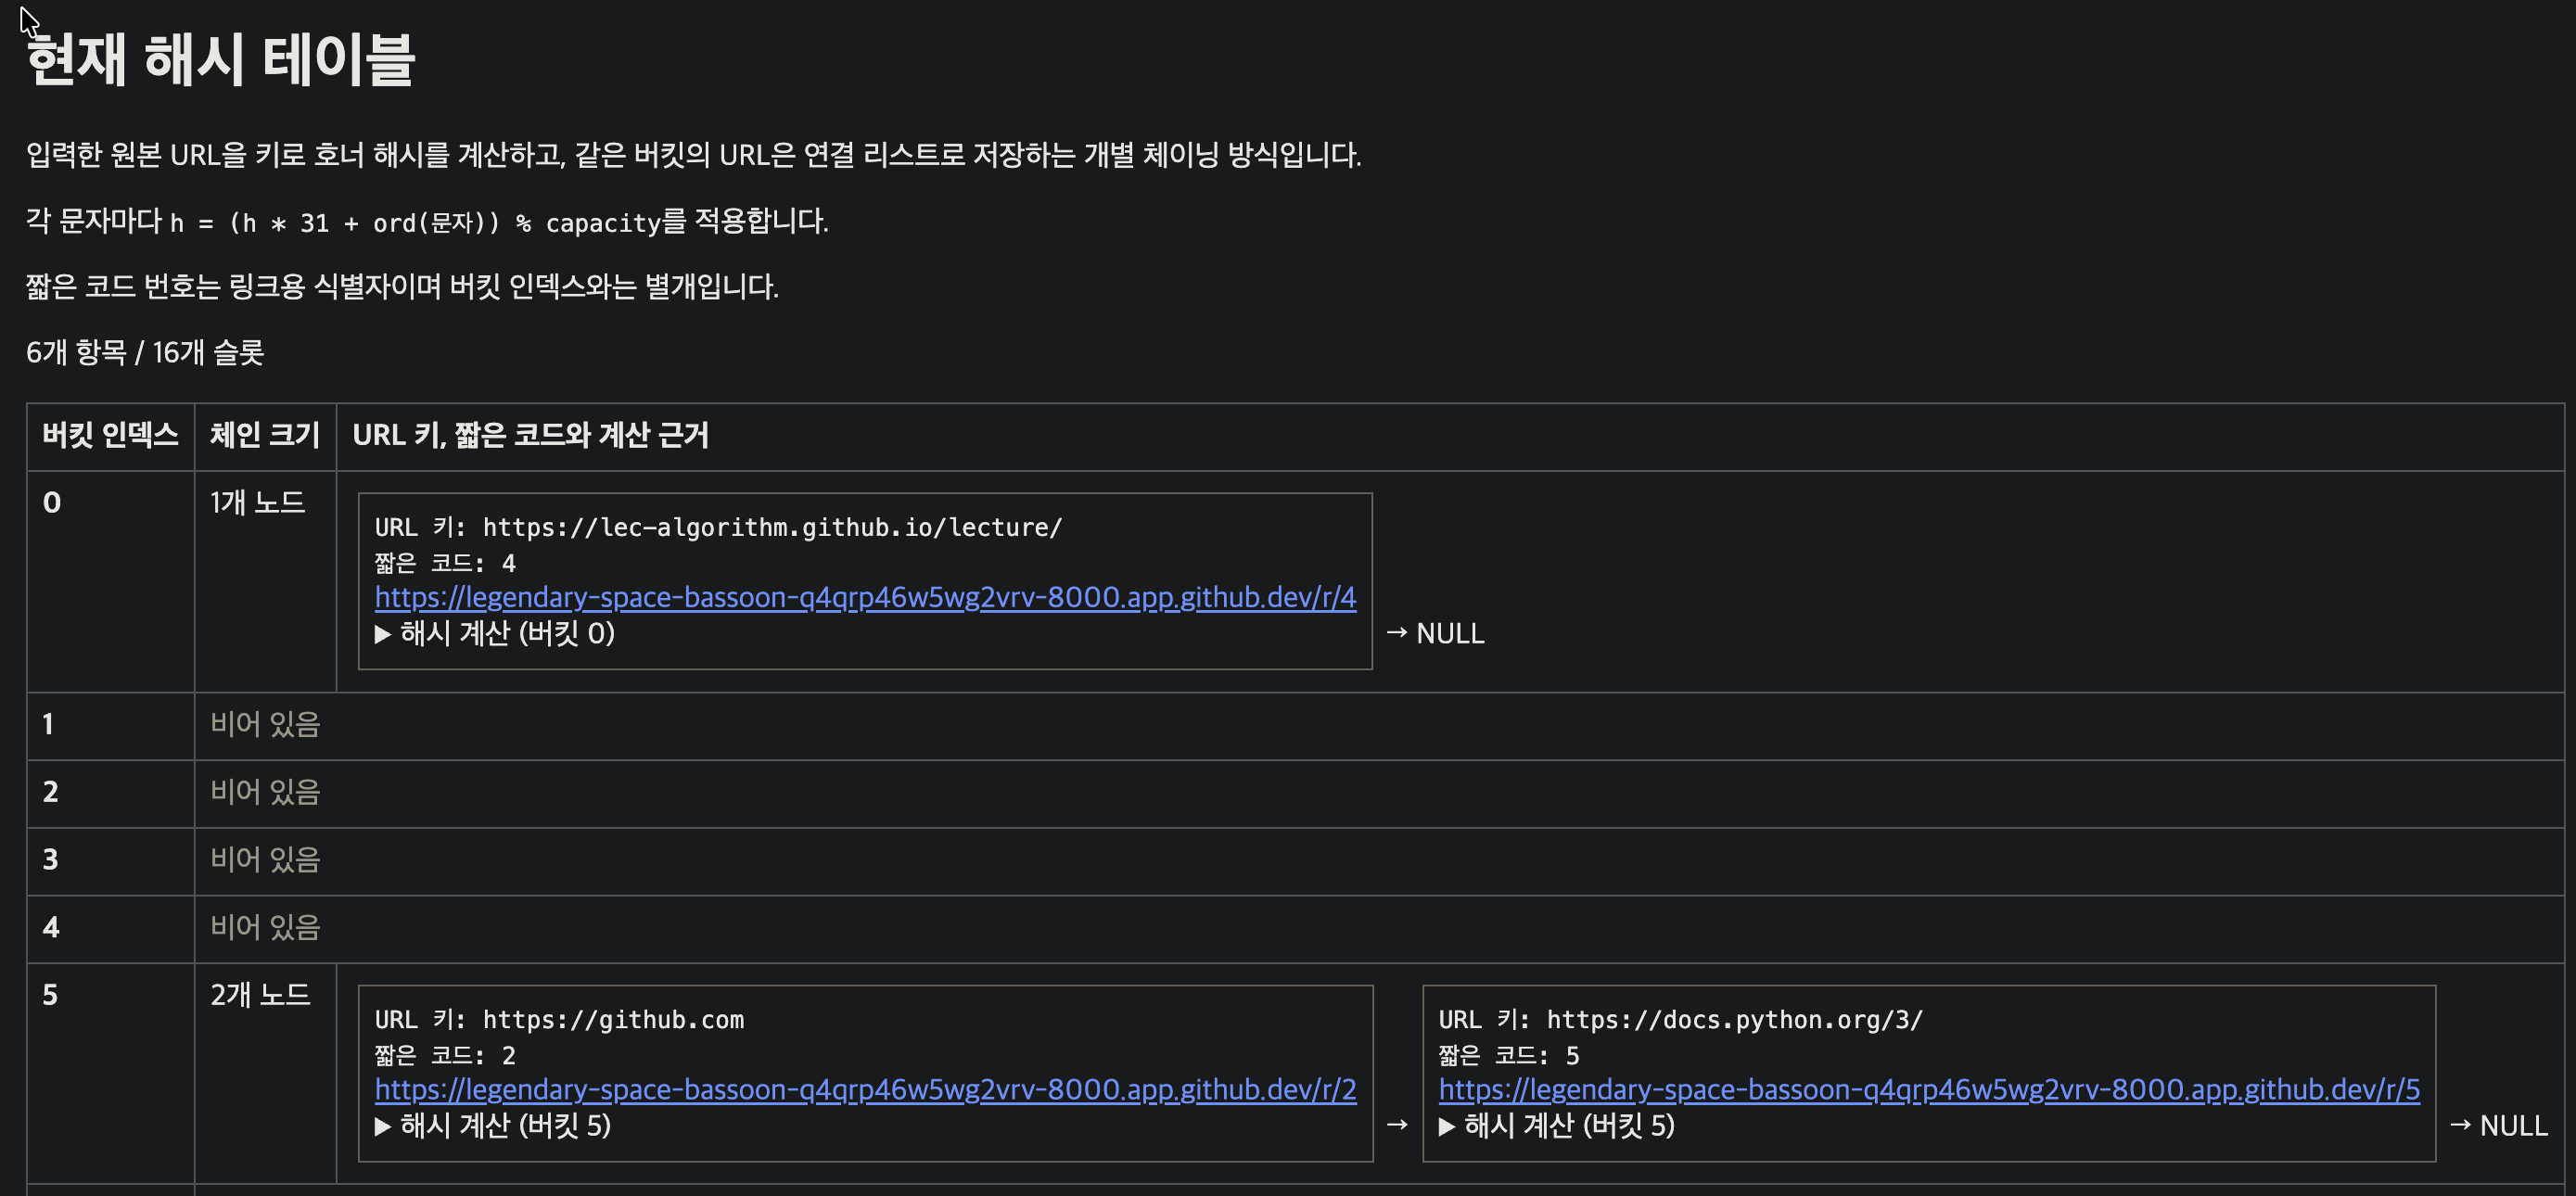 현재 해시 테이블
입력한 원본 URL을 키로 호너 해시를 계산하고, 같은 버킷의 URL은 연결 리스트로 저장하는 개별 체이닝 방식입니다.
각 문자마다 h = (h * 31 + ord(문자)) % capacity를 적용합니다.
짧은 코드 번호는 링크용 식별자이며 버킷 인덱스와는 별개입니다.
6개 항목 / 16개 슬롯
버킷 인덱스 체인 크기 URL 키, 짧은 코드와 계산 근거
0 1개 노드
URL 키: https://lec-algorithm.github.io/lecture/
짧은 코드: 4
https://legendary-space-bassoon-q4qrp46w5wg2vrv-8000.app.github.dev/r/4
▶ 해시 계산 (버킷 0)
→ NULL
1 비어 있음
2 비어 있음
3 비어 있음
4 비어 있음
5 2개 노드
URL 키: https://github.com
짧은 코드: 2
https://legendary-space-bassoon-q4qrp46w5wg2vrv-8000.app.github.dev/r/2
▶ 해시 계산 (버킷 5)
→
URL 키: https://docs.python.org/3/
짧은 코드: 5
https://legendary-space-bassoon-q4qrp46w5wg2vrv-8000.app.github.dev/r/5
▶ 해시 계산 (버킷 5)
→ NULL